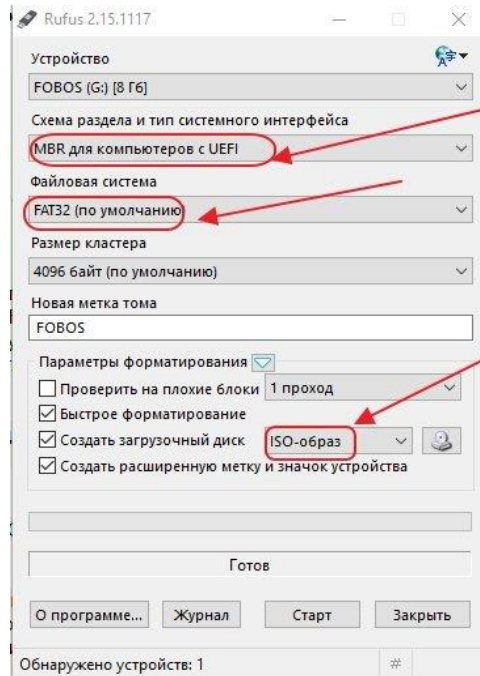 Rufus 2.15.1117
Устройство
FOBOS (G:) [8 Гб]
Схема раздела и тип системного интерфейса
MBR для компьютеров с UEFI
Файловая система
FAT32 (по умолчанию)
Размер кластера
4096 байт (по умолчанию)
Новая метка тома
FOBOS
Параметры форматирования
Проверить на плохие блоки 1 проход
Быстрое форматирование
Создать загрузочный диск ISO-образ
Создать расширенную метку и значок устройства
Готов
О программе... Журнал Старт Закрыть
Обнаружено устройств: 1 #